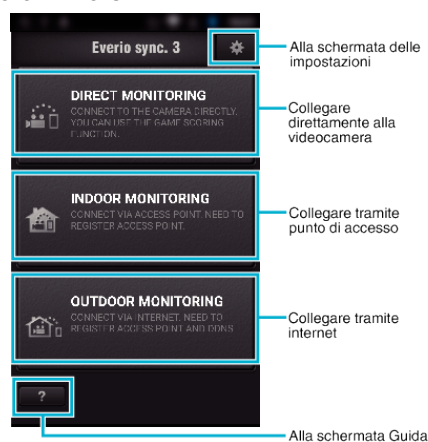 Everio sync. 3
Alla schermata delle
impostazioni
DIRECT MONITORING
CONNECT TO THE CAMERA DIRECTLY.
YOU CAN USE THE GAME SCORING
FUNCTION.
Collegare
direttamente alla
videocamera
INDOOR MONITORING
CONNECT VIA ACCESS POINT. NEED TO
REGISTER ACCESS POINT.
Collegare tramite
punto di accesso
OUTDOOR MONITORING
CONNECT VIA INTERNET. NEED TO
REGISTER ACCESS POINT AND DDNS
Collegare tramite
internet
?
Alla schermata Guida